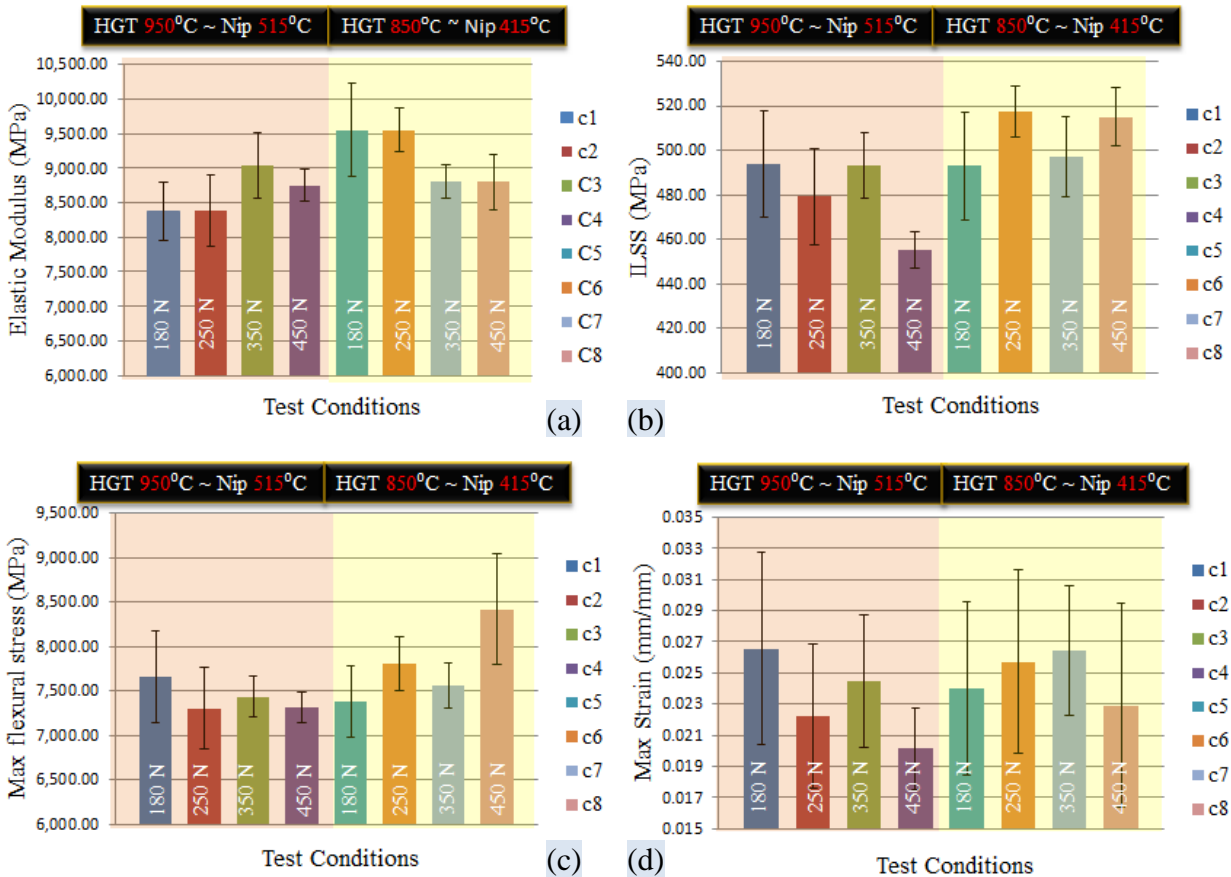 HGT 950⁰C ~ Nip 515⁰C
HGT 850⁰C ~ Nip 415⁰C
Elastic Modulus (MPa)
10,500.00
10,000.00
9,500.00
9,000.00
8,500.00
8,000.00
7,500.00
7,000.00
6,500.00
6,000.00
180 N
250 N
350 N
450 N
180 N
250 N
350 N
450 N
c1
c2
C3
C4
C5
C6
C7
C8
Test Conditions
(a)
HGT 950⁰C ~ Nip 515⁰C
HGT 850⁰C ~ Nip 415⁰C
ILSS (MPa)
540.00
520.00
500.00
480.00
460.00
440.00
420.00
400.00
180 N
250 N
350 N
450 N
180 N
250 N
350 N
450 N
c1
c2
c3
c4
c5
c6
c7
c8
Test Conditions
(b)
HGT 950⁰C ~ Nip 515⁰C
HGT 850⁰C ~ Nip 415⁰C
Max flexural stress (MPa)
9,500.00
9,000.00
8,500.00
8,000.00
7,500.00
7,000.00
6,500.00
6,000.00
180 N
250 N
350 N
450 N
180 N
250 N
350 N
450 N
c1
c2
c3
c4
c5
c6
c7
c8
Test Conditions
(c)
HGT 950⁰C ~ Nip 515⁰C
HGT 850⁰C ~ Nip 415⁰C
Max Strain (mm/mm)
0.035
0.033
0.031
0.029
0.027
0.025
0.023
0.021
0.019
0.017
0.015
180 N
250 N
350 N
450 N
180 N
250 N
350 N
450 N
c1
c2
c3
c4
c5
c6
c7
c8
Test Conditions
(d)